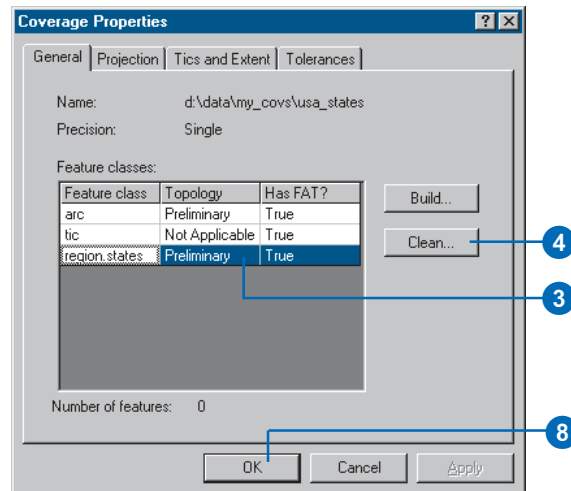 Coverage Properties
General Projection Tics and Extent Tolerances
Name: d:\data\my_covs\usa_states
Precision: Single
Feature classes:
Feature class Topology Has FAT?
arc Preliminary True
tic Not Applicable True
region.states Preliminary True
Build...
Clean...
4
3
Number of features: 0
8
OK Cancel Apply